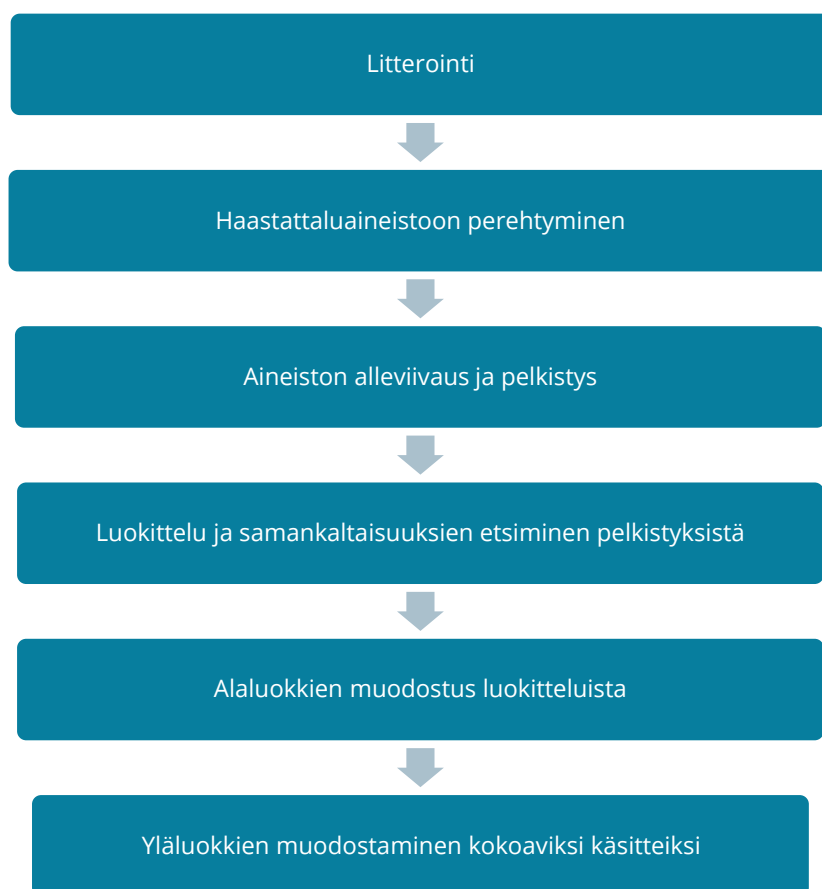 Litterointi
Haastattaluaineistoon perehtyminen
Aineiston alleviivaus ja pelkistys
Luokittelu ja samankaltaisuuksien etsiminen pelkistyksistä
Alaluokkien muodostus luokitteluista
Yläluokkien muodostaminen kokoaviksi käsitteiksi